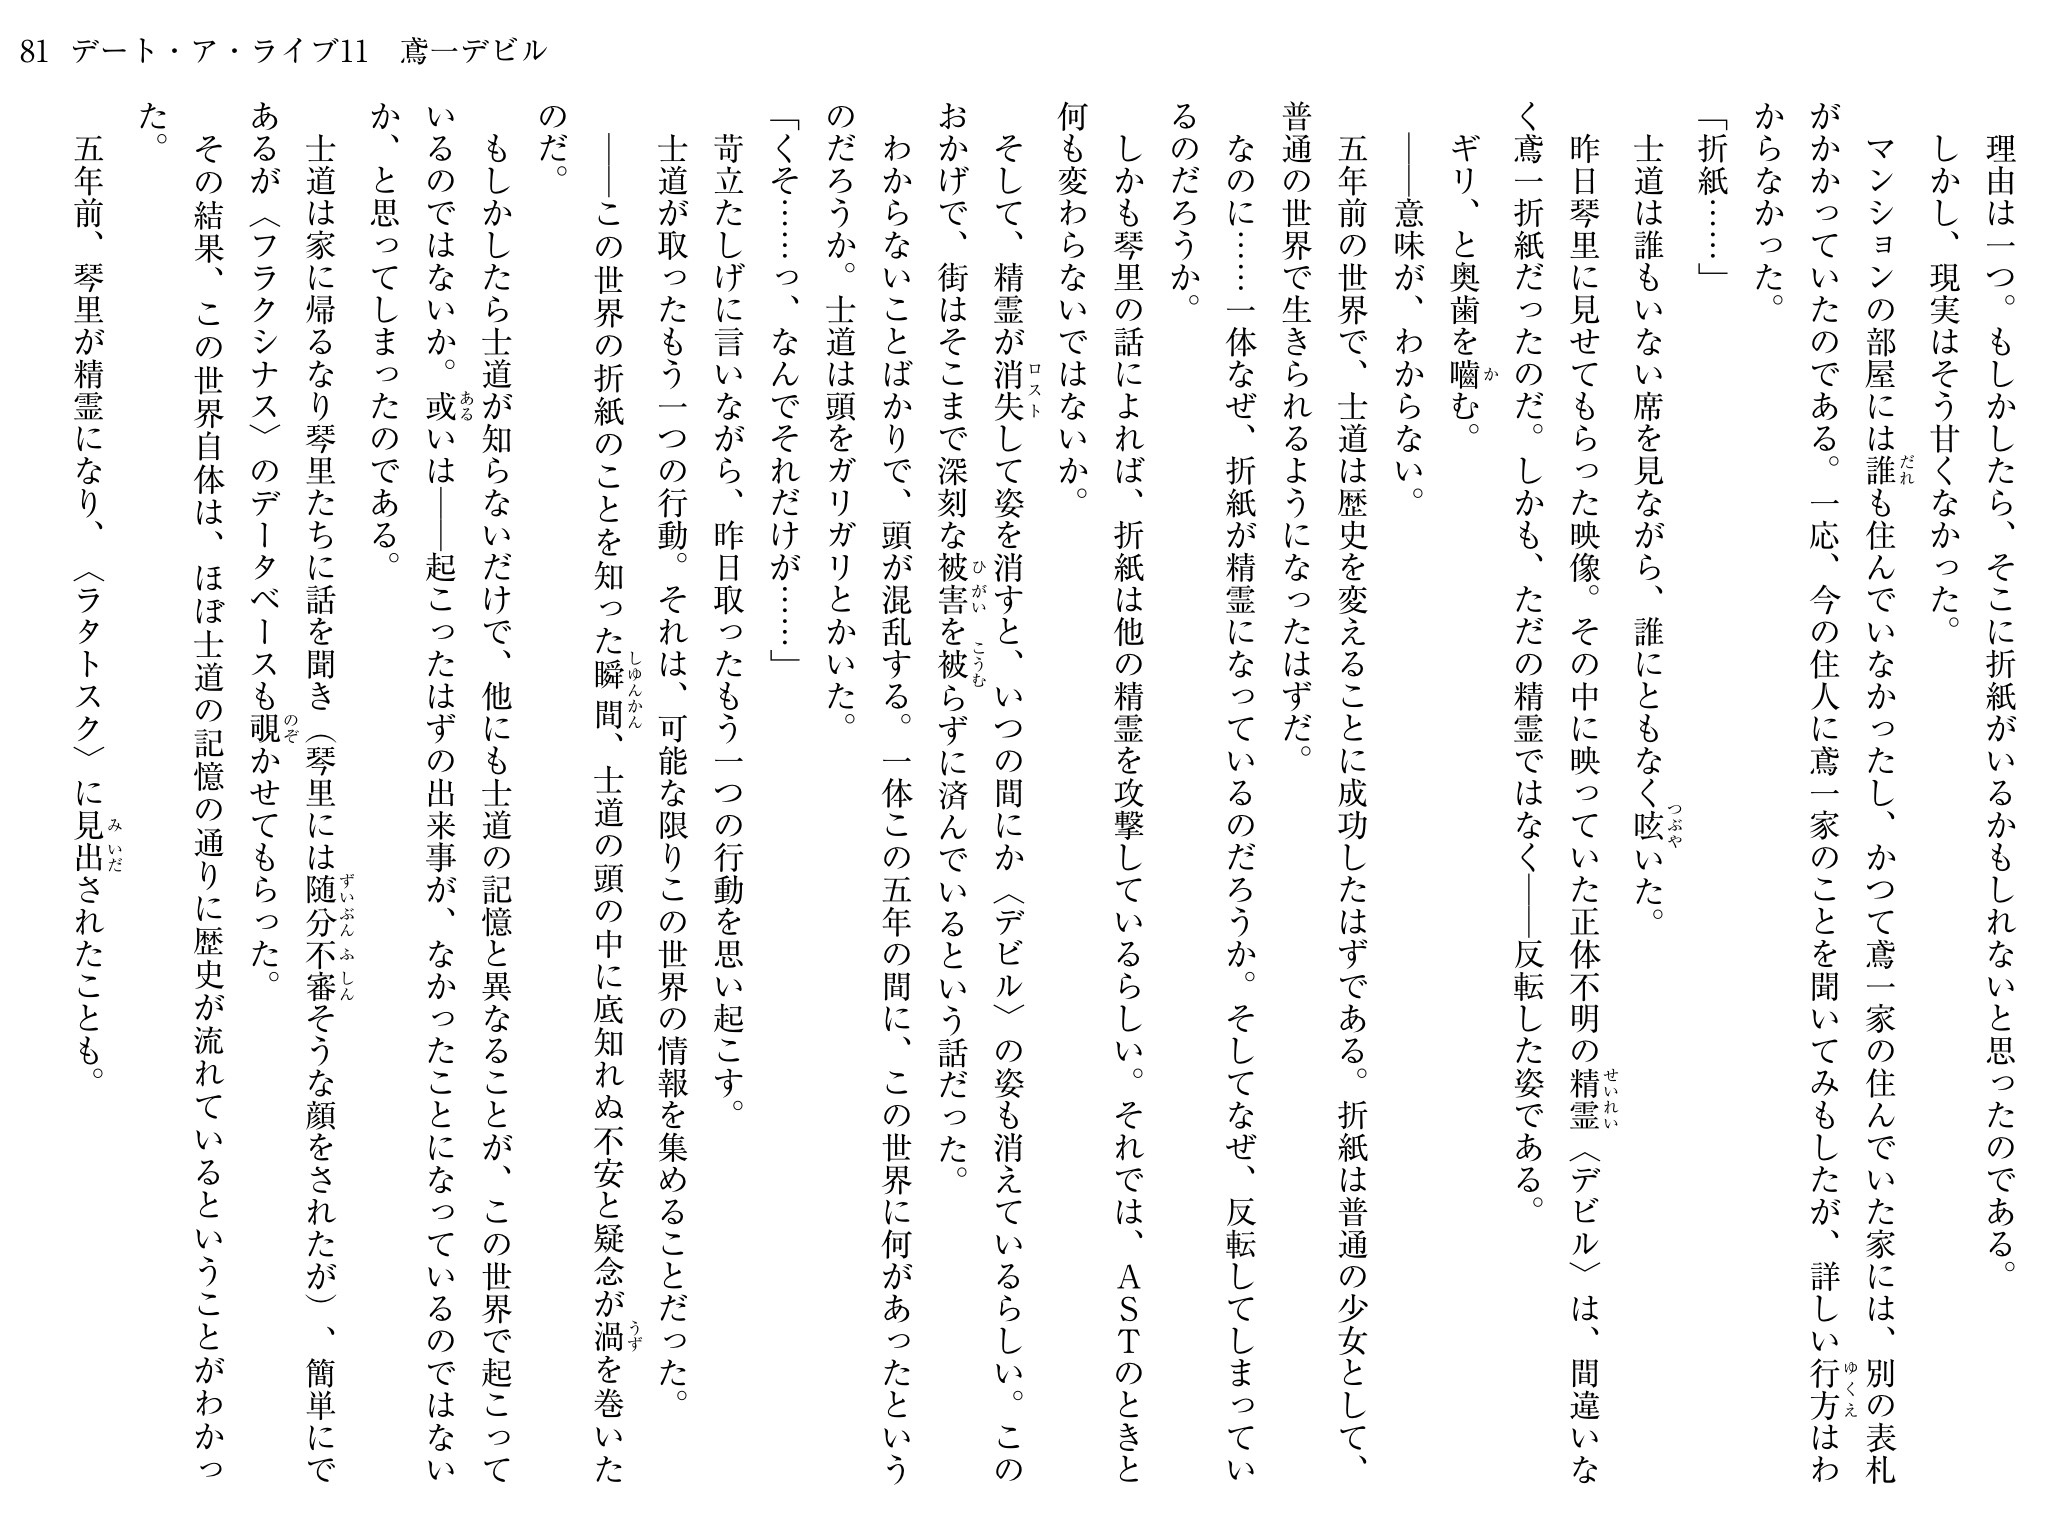 81 デート・ア・ライブ11　鳶一デビル
　理由は一つ。もしかしたら、そこに折紙がいるかもしれないと思ったのである。
　しかし、現実はそう甘くなかった。
　マンションの部屋には誰も住んでいなかったし、かつて鳶一家の住んでいた家には、別の表札
がかかっていたのである。一応、今の住人に鳶一家のことを聞いてみもしたが、詳しい行方はわ
からなかった。
「折紙……」
　士道は誰もいない席を見ながら、誰にともなく呟いた。
　昨日琴里に見せてもらった映像。その中に映っていた正体不明の精霊〈デビル〉は、間違いな
く鳶一折紙だったのだ。しかも、ただの精霊ではなく――反転した姿である。
　ギリ、と奥歯を嚙む。
　――意味が、わからない。
　五年前の世界で、士道は歴史を変えることに成功したはずである。折紙は普通の少女として、
普通の世界で生きられるようになったはずだ。
　なのに……一体なぜ、折紙が精霊になっているのだろうか。そしてなぜ、反転してしまってい
るのだろうか。
　しかも琴里の話によれば、折紙は他の精霊を攻撃しているらしい。それでは、ＡＳＴのときと
何も変わらないではないか。
　そして、精霊が消失して姿を消すと、いつの間にか〈デビル〉の姿も消えているらしい。この
おかげで、街はそこまで深刻な被害を被らずに済んでいるという話だった。
　わからないことばかりで、頭が混乱する。一体この五年の間に、この世界に何があったという
のだろうか。士道は頭をガリガリとかいた。
「くそ……っ、なんでそれだけが……」
　苛立たしげに言いながら、昨日取ったもう一つの行動を思い起こす。
　士道が取ったもう一つの行動。それは、可能な限りこの世界の情報を集めることだった。
　――この世界の折紙のことを知った瞬間、士道の頭の中に底知れぬ不安と疑念が渦を巻いた
のだ。
　もしかしたら士道が知らないだけで、他にも士道の記憶と異なることが、この世界で起こって
いるのではないか。或いは――起こったはずの出来事が、なかったことになっているのではない
か、と思ってしまったのである。
　士道は家に帰るなり琴里たちに話を聞き（琴里には随分不審そうな顔をされたが）、簡単にで
あるが〈フラクシナス〉のデータベースも覗かせてもらった。
　その結果、この世界自体は、ほぼ士道の記憶の通りに歴史が流れているということがわかっ
た。
　五年前、琴里が精霊になり、〈ラタトスク〉に見出されたことも。